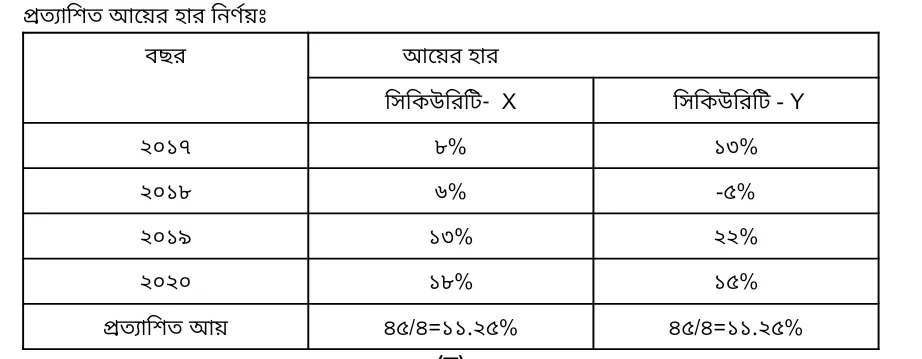 প্রত্যাশিত আয়ের হার নির্ণয়ঃ
বছর আয়ের হার
সিকিউরিটি- X সিকিউরিটি - Y
২০১৭ ৮% ১৩%
২০১৮ ৬% -৫%
২০১৯ ১৩% ২২%
২০২০ ১৮% ১৫%
প্রত্যাশিত আয় ৪৫/৪=১১.২৫% ৪৫/৪=১১.২৫%